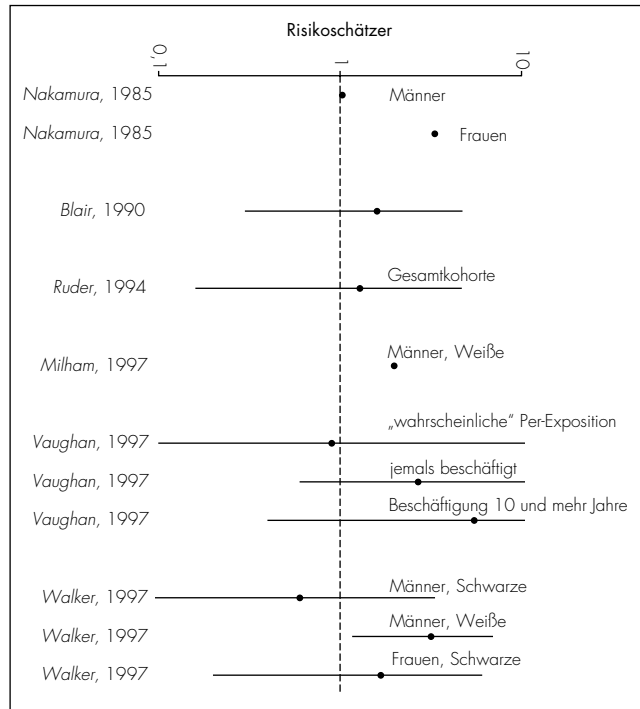 Risikoschätzer
0,1 1 10
Nakamura, 1985 Männer
Nakamura, 1985 Frauen
Blair, 1990
Ruder, 1994 Gesamtkohorte
Milham, 1997 Männer, Weiße
Vaughan, 1997 „wahrscheinliche“ Per-Exposition
Vaughan, 1997 jemals beschäftigt
Vaughan, 1997 Beschäftigung 10 und mehr Jahre
Walker, 1997 Männer, Schwarze
Walker, 1997 Männer, Weiße
Walker, 1997 Frauen, Schwarze